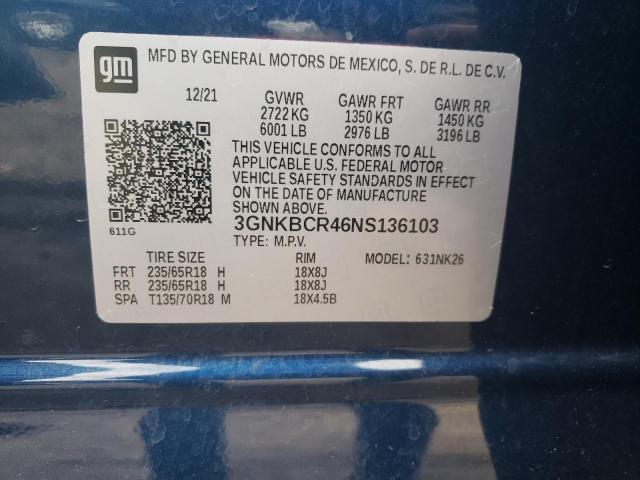 gm
MFD BY GENERAL MOTORS DE MEXICO, S. DE R.L. DE C.V.
12/21 GVWR GAWR FRT GAWR RR
2722 KG 1350 KG 1450 KG
6001 LB 2976 LB 3196 LB
THIS VEHICLE CONFORMS TO ALL
APPLICABLE U.S. FEDERAL MOTOR
VEHICLE SAFETY STANDARDS IN EFFECT
ON THE DATE OF MANUFACTURE
SHOWN ABOVE.
611G
3GNKBCR46NS136103
TYPE: M.P.V.
TIRE SIZE RIM MODEL: 631NK26
FRT 235/65R18 H 18X8J
RR 235/65R18 H 18X8J
SPA T135/70R18 M 18X4.5B